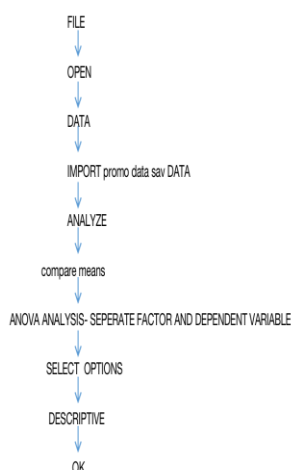 FILE
OPEN
DATA
IMPORT promo data sav DATA
ANALYZE
compare means
ANOVA ANALYSIS- SEPERATE FACTOR AND DEPENDENT VARIABLE
SELECT OPTIONS
DESCRIPTIVE
OK